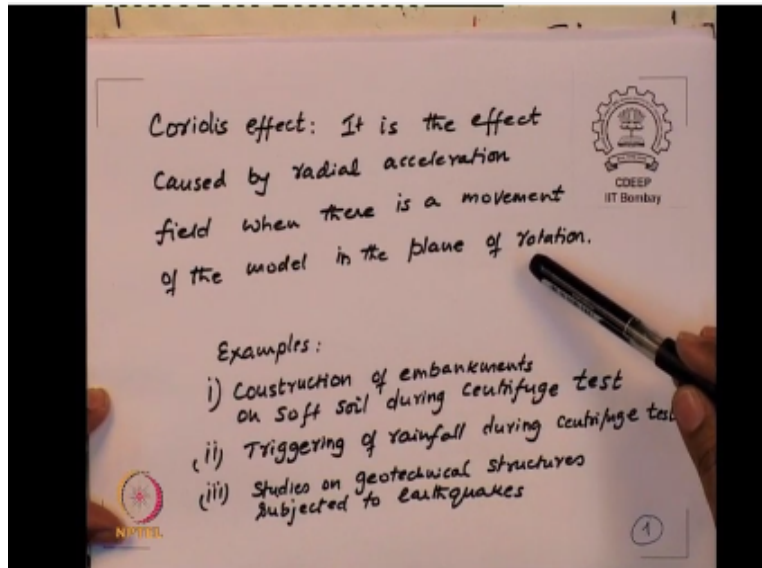 Coriolis effect: It is the effect
caused by radial acceleration
field when there is a movement
of the model in the plane of rotation.
CDEEP
IIT Bombay
Examples:
i) Construction of embankments
on soft soil during centrifuge test
(ii) Triggering of rainfall during centrifuge test
(iii) Studies on geotechnical structures
subjected to earthquakes
NPTEL
1